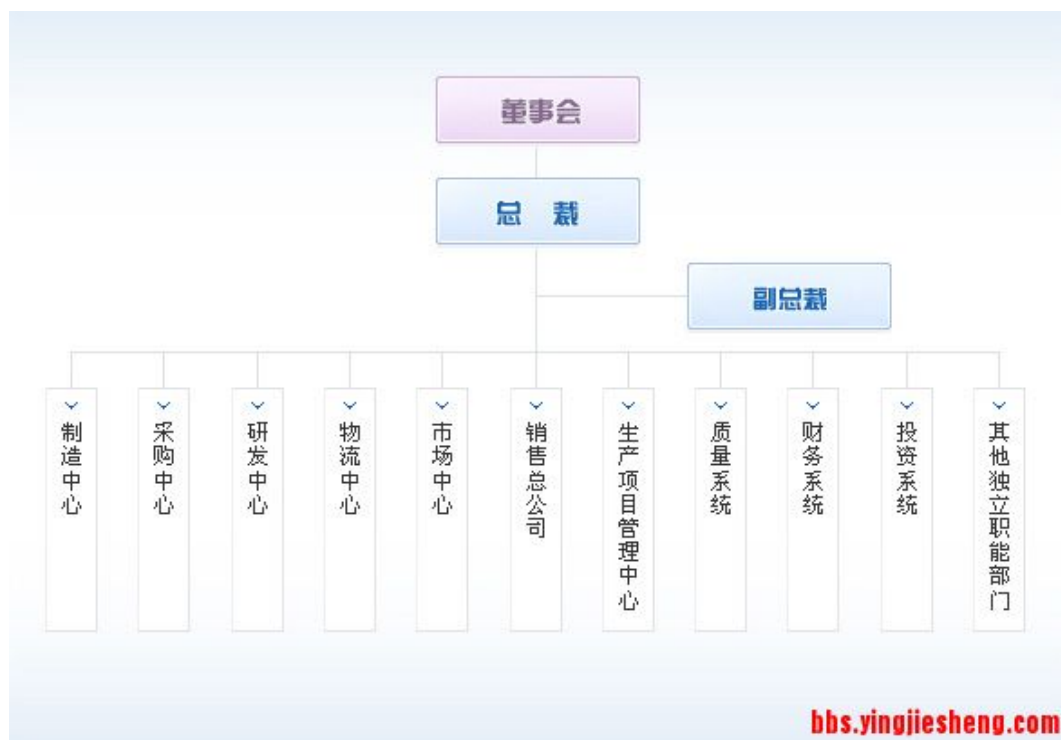 董事会
总 裁
副总裁
制造中心
采购中心
研发中心
物流中心
市场中心
销售总公司
生产项目管理中心
质量系统
财务系统
投资系统
其他独立职能部门
bbs.yingjiesheng.com